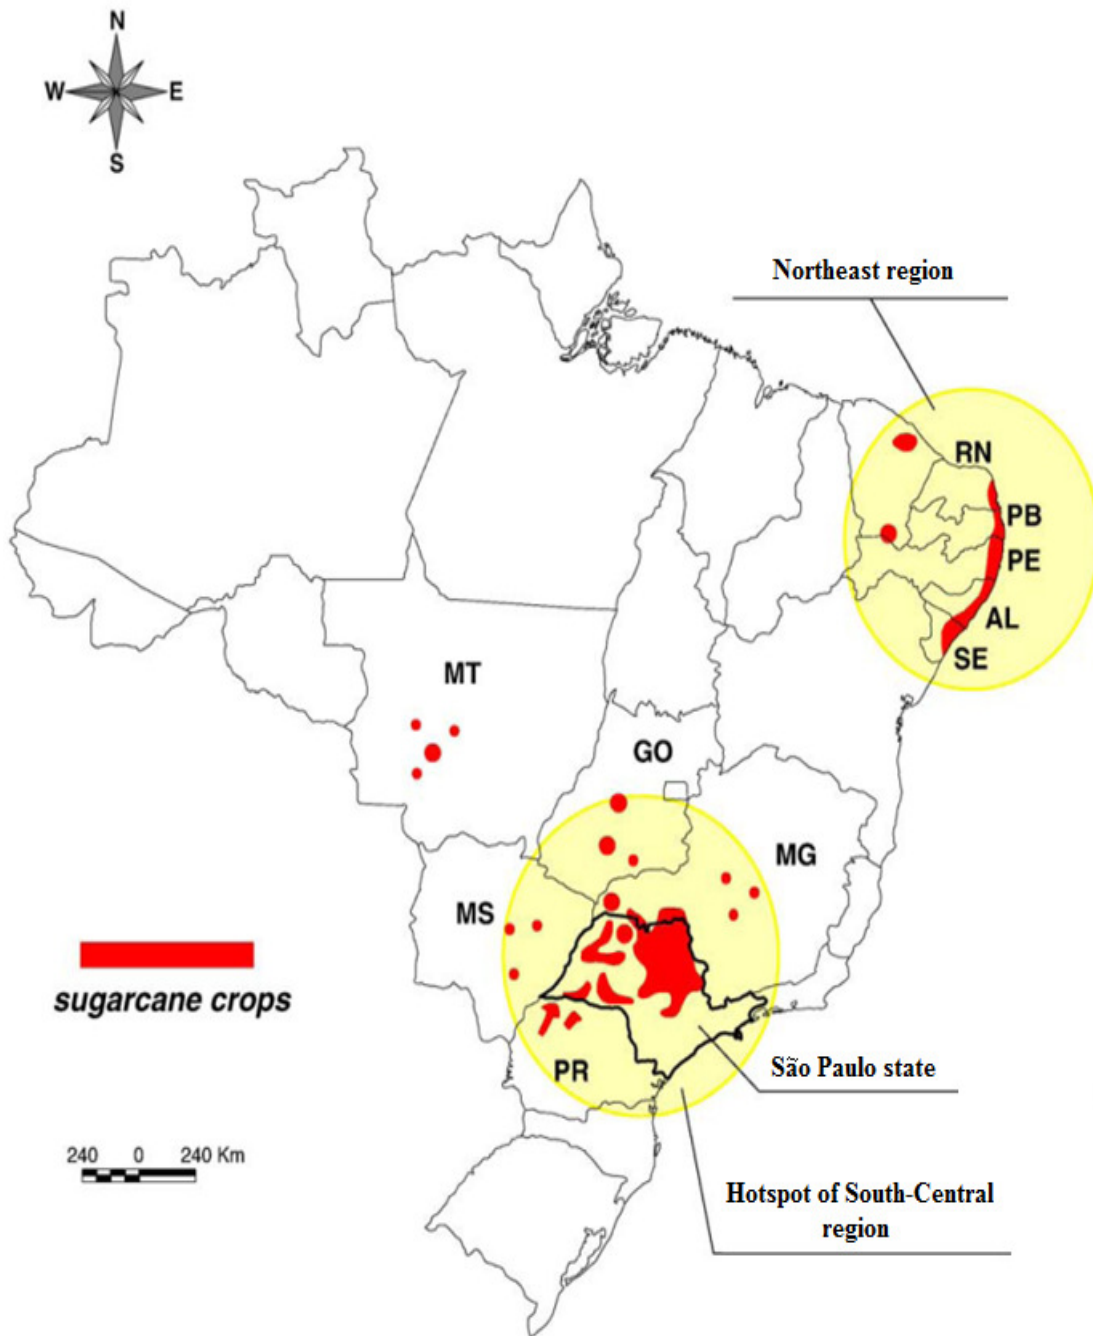 N
W E
S
Northeast region
RN
PB
PE
AL
SE
MT
GO
MG
MS
sugarcane crops
São Paulo state
PR
240 0 240 Km
Hotspot of South-Central
region